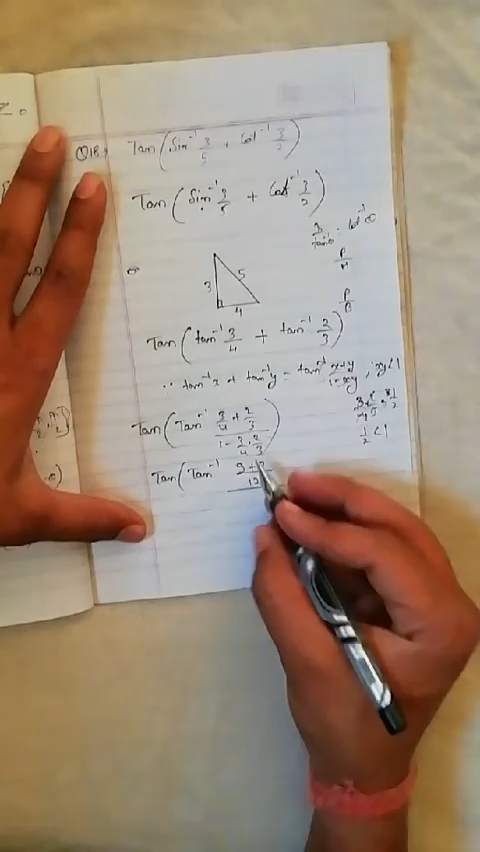 Q18. Tan(Sin⁻¹ 3/5 + Cot⁻¹ 3/2)
Tan(Sin⁻¹ 3/5 + Cot⁻¹ 3/2)
P/H
3 5
4
P/B
Tan(tan⁻¹ 3/4 + tan⁻¹ 2/3)
∵ tan⁻¹x + tan⁻¹y = tan⁻¹ x+y/1-xy, xy<1
Tan(Tan⁻¹ 3/4 + 2/3 / 1 - 3/4 . 2/3)
1/2 < 1
Tan(Tan⁻¹